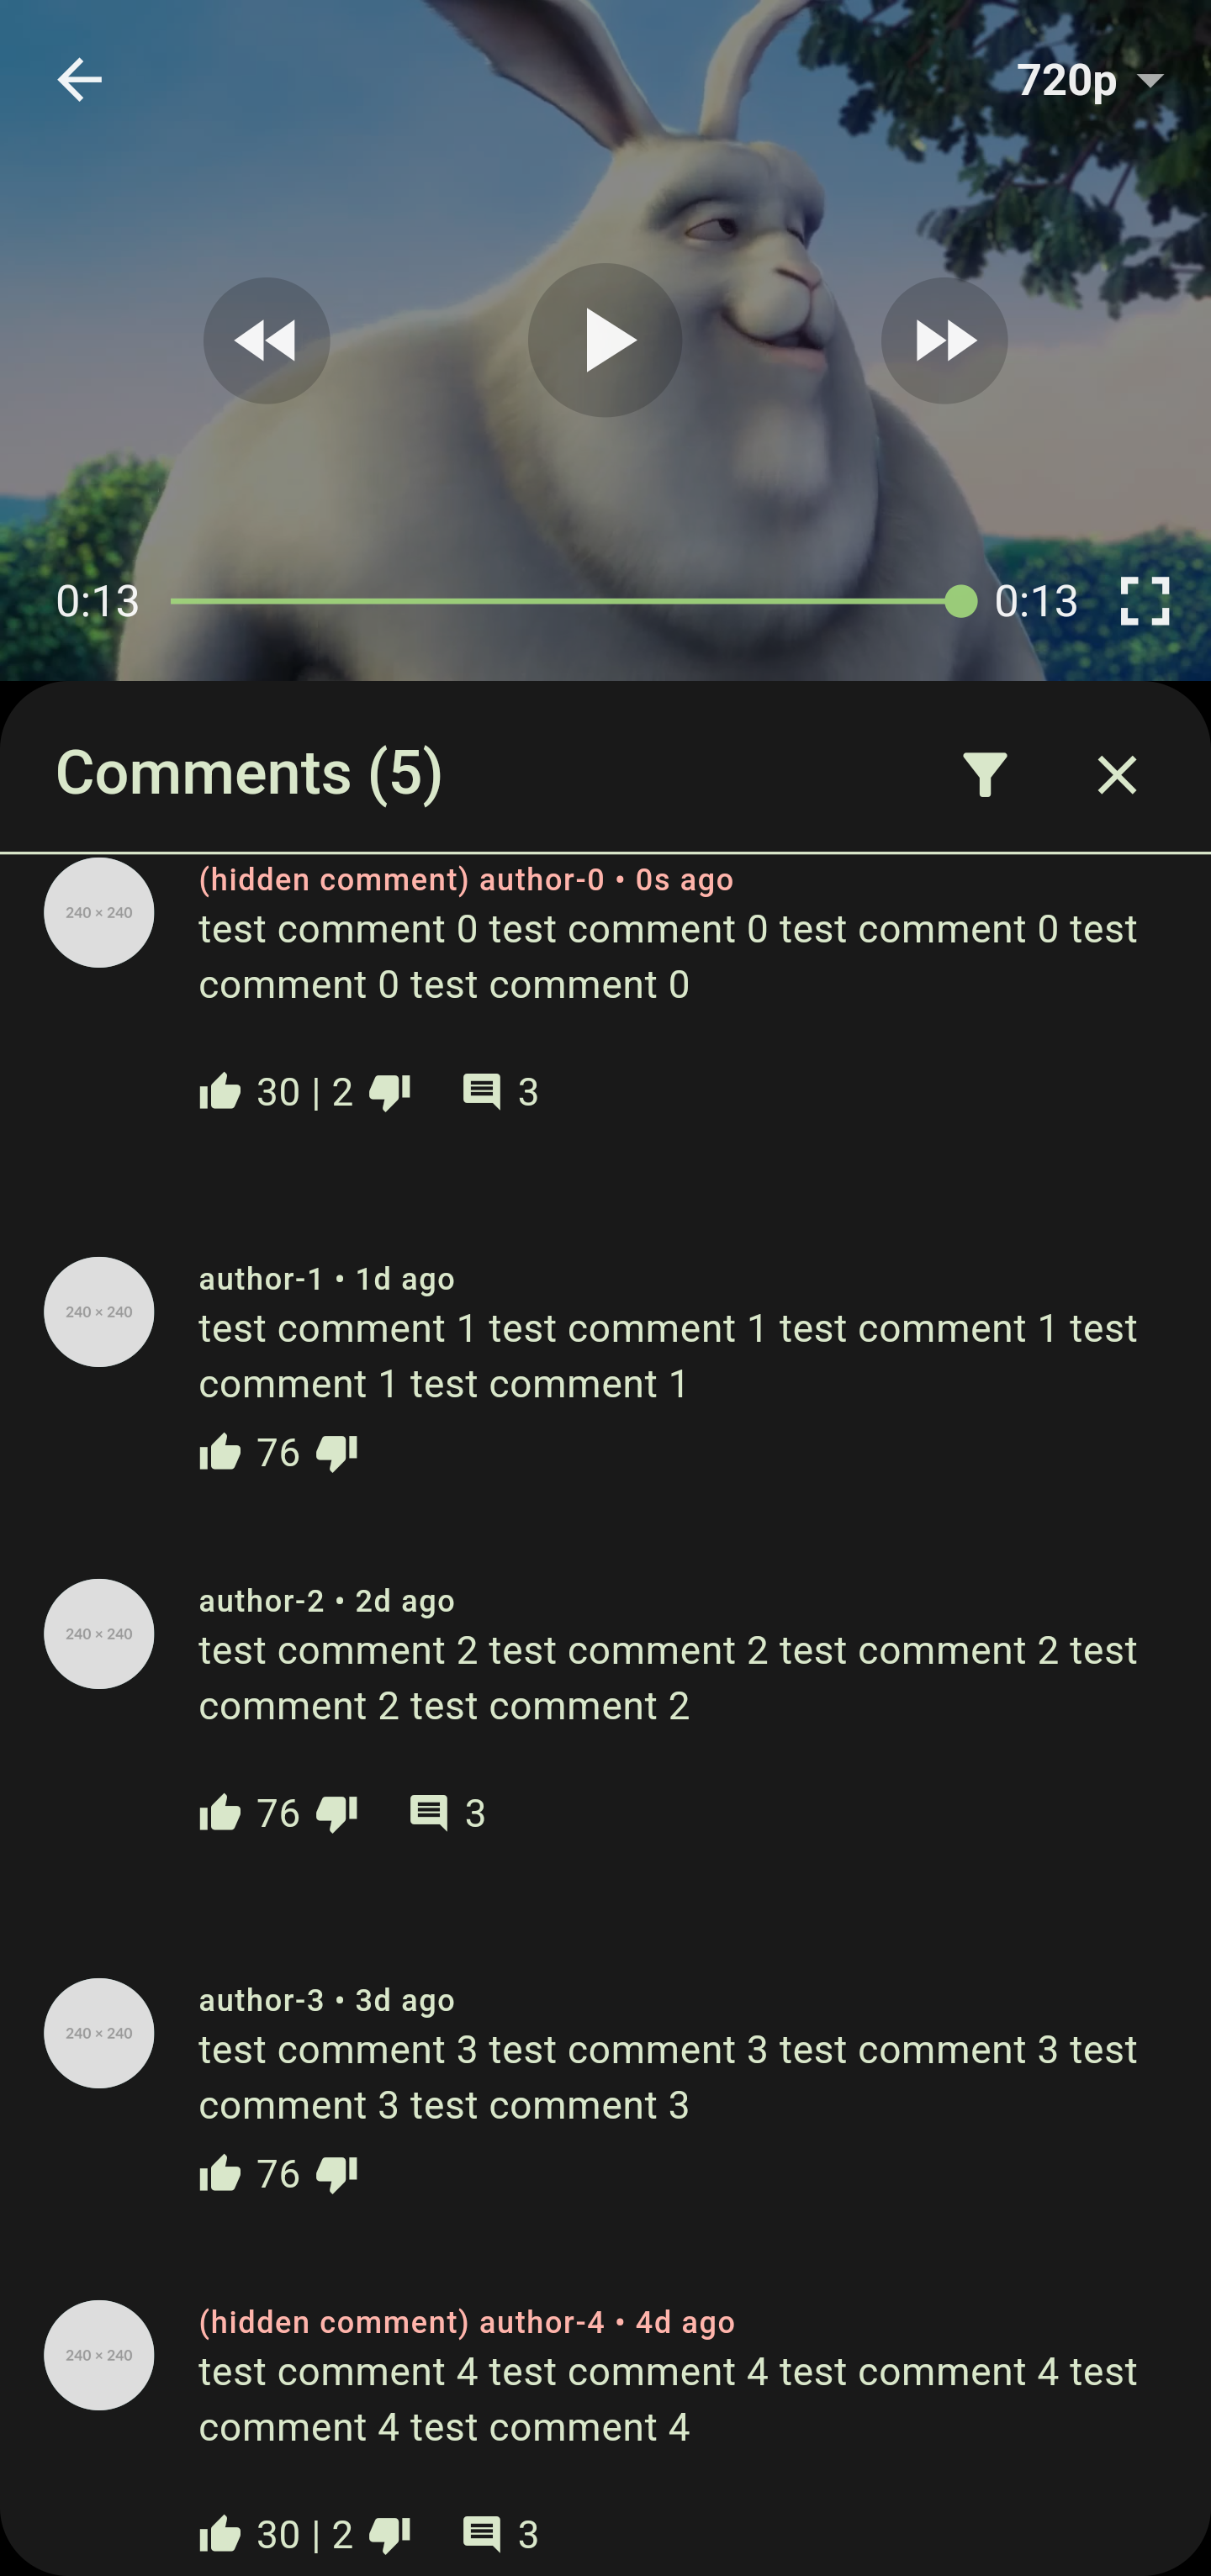 720p
0:13
0:13
Comments (5)
240 × 240
(hidden comment) author-0 • 0s ago
test comment 0 test comment 0 test comment 0 test
comment 0 test comment 0
30 | 2
3
240 × 240
author-1 • 1d ago
test comment 1 test comment 1 test comment 1 test
comment 1 test comment 1
76
240 × 240
author-2 • 2d ago
test comment 2 test comment 2 test comment 2 test
comment 2 test comment 2
76
3
240 × 240
author-3 • 3d ago
test comment 3 test comment 3 test comment 3 test
comment 3 test comment 3
76
240 × 240
(hidden comment) author-4 • 4d ago
test comment 4 test comment 4 test comment 4 test
comment 4 test comment 4
30 | 2
3